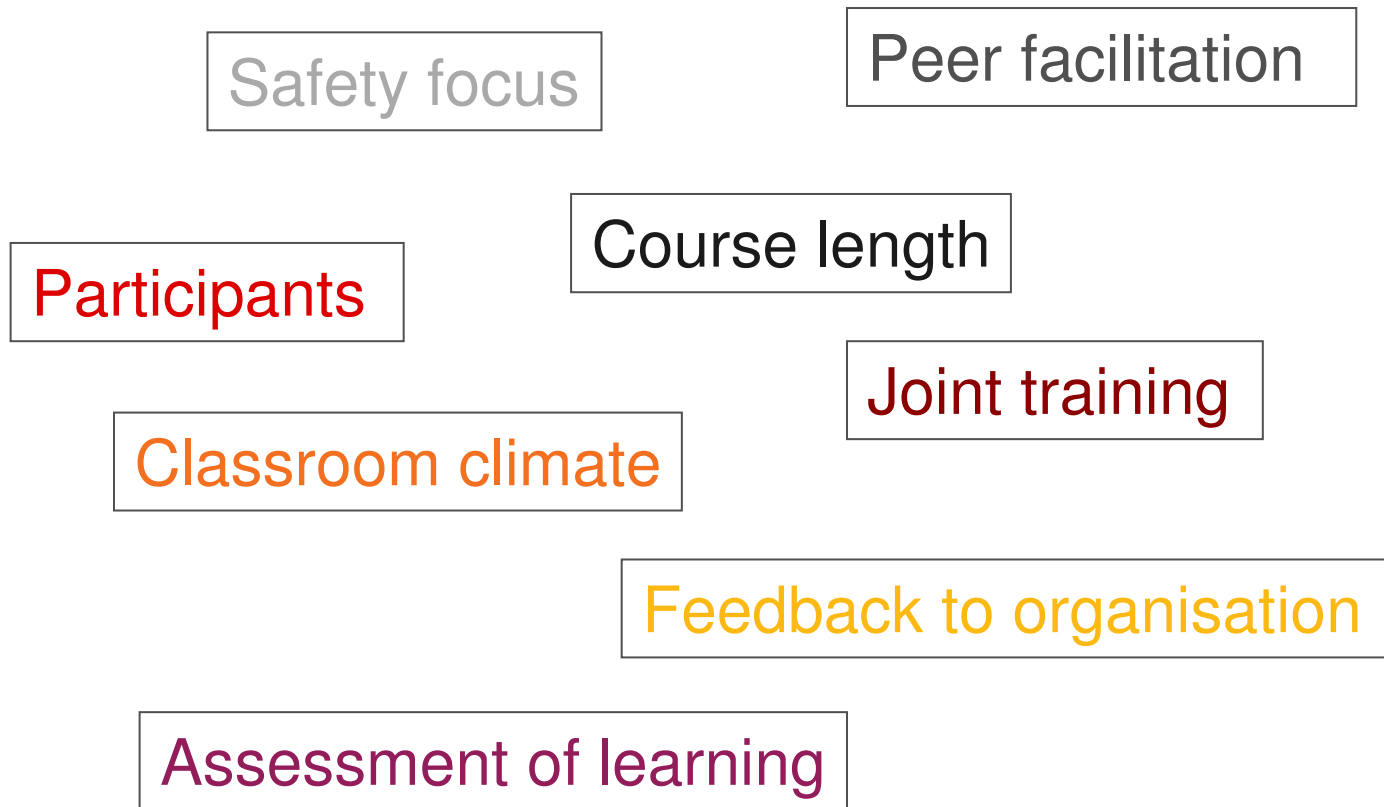 Safety focus
Peer facilitation
Course length
Participants
Joint training
Classroom climate
Feedback to organisation
Assessment of learning